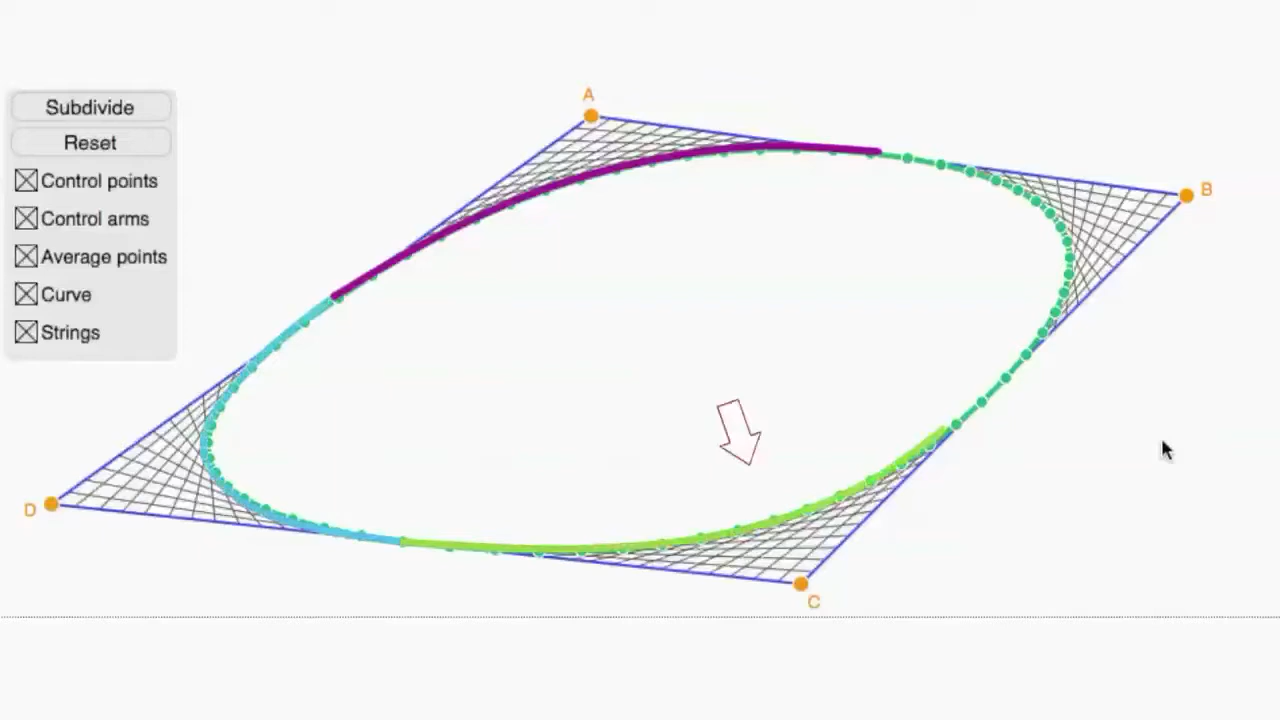 Subdivide
Reset
Control points
Control arms
Average points
Curve
Strings
A
B
D
C